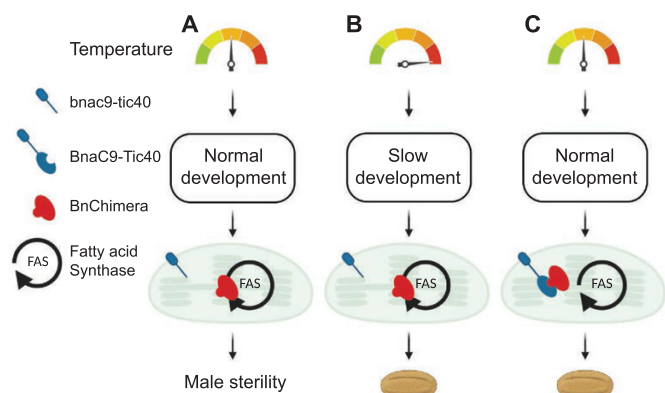 A
B
C
Temperature
bnac9-tic40
BnaC9-Tic40
BnChimera
Fatty acid
Synthase
FAS
Normal
development
Slow
development
Normal
development
FAS
FAS
FAS
Male sterility